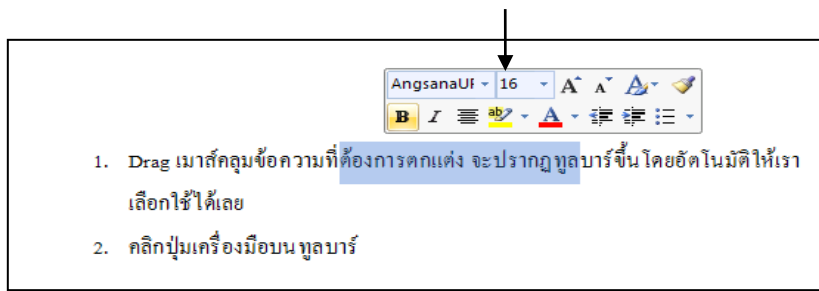 AngsanaUI 16 A A A
B I ab A
1. Drag เมาส์คลุมข้อความที่ต้องการตกแต่ง จะปรากฏทูลบาร์ขึ้นโดยอัตโนมัติให้เรา
เลือกใช้ได้เลย
2. คลิกปุ่มเครื่องมือบนทูลบาร์